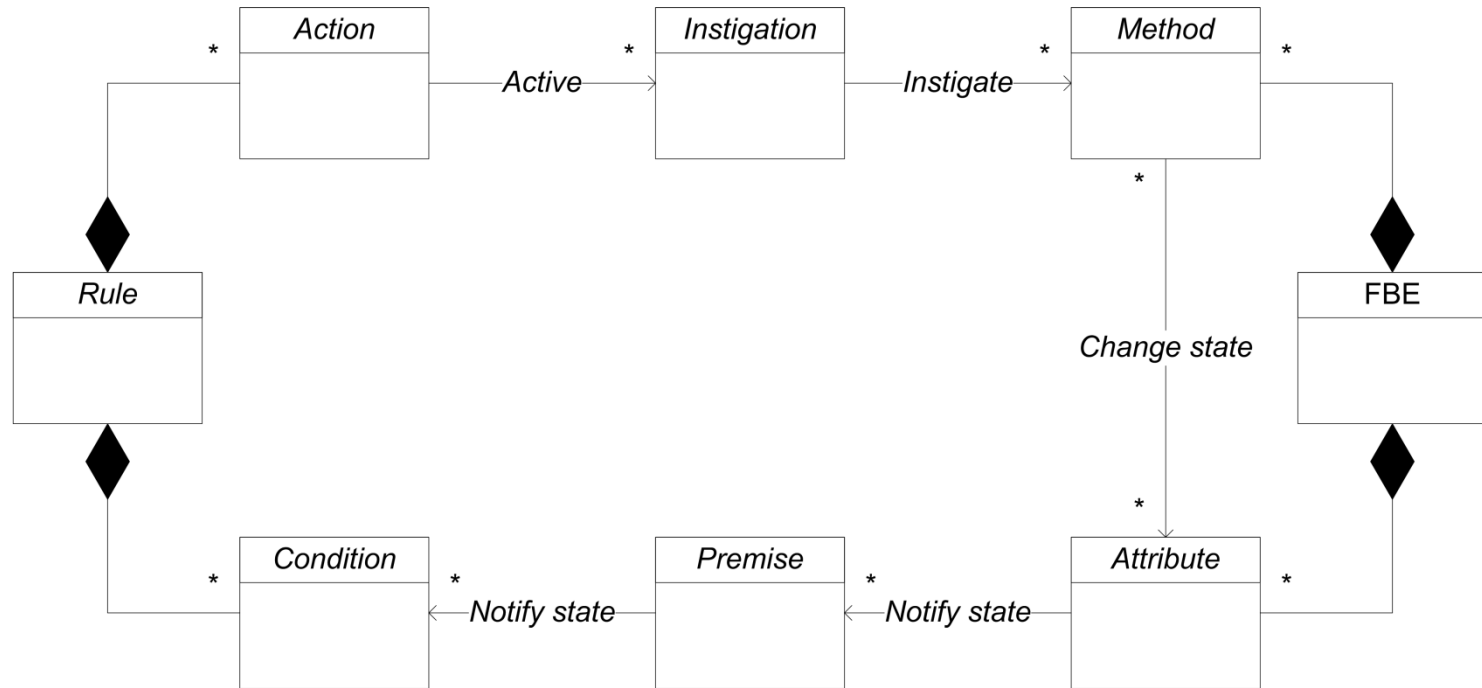 Action
Instigation
Method
*
*
*
*
Active
Instigate
*
Rule
FBE
Change state
*
Condition
Premise
Attribute
*
*
*
*
Notify state
Notify state